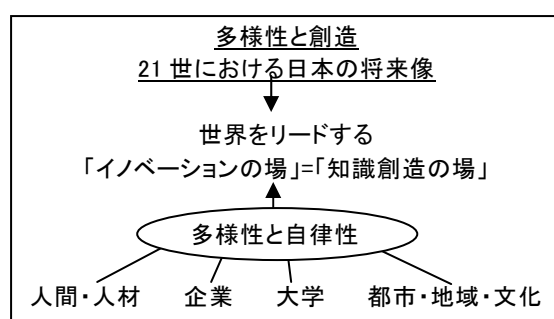 多様性と創造
21 世における日本の将来像
世界をリードする
「イノベーションの場」=「知識創造の場」
多様性と自律性
人間・人材 企業 大学 都市・地域・文化